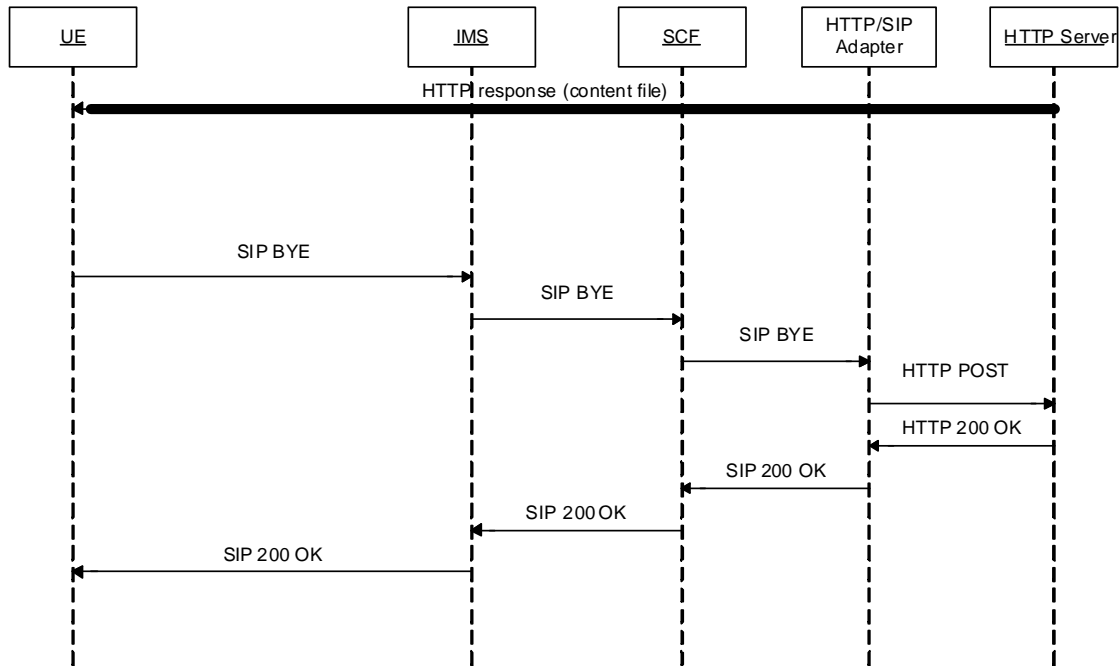 UE
IMS
SCF
HTTP/SIP
Adapter
HTTP Server
HTTP response (content file)
SIP BYE
SIP BYE
SIP BYE
HTTP POST
HTTP 200 OK
SIP 200 OK
SIP 200 OK
SIP 200 OK